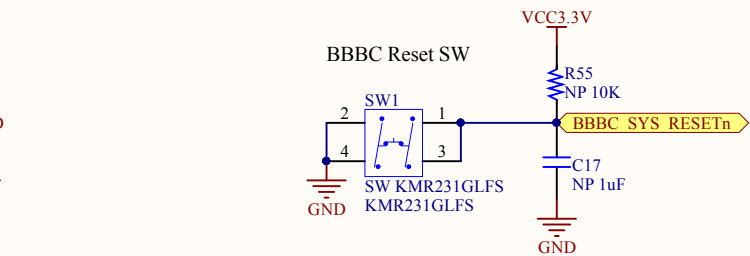 VCC3.3V
BBBC Reset SW
R55
NP 10K
SW1
2
1
BBBC_SYS_RESETn
4
3
C17
NP 1uF
SW KMR231GLFS
KMR231GLFS
GND
GND